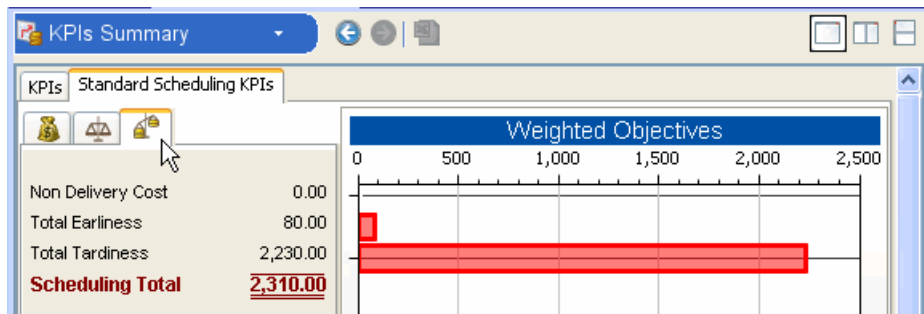 KPIs Summary
KPIs Standard Scheduling KPIs
Weighted Objectives
0 500 1,000 1,500 2,000 2,500
Non Delivery Cost 0.00
Total Earliness 80.00
Total Tardiness 2,230.00
Scheduling Total 2,310.00